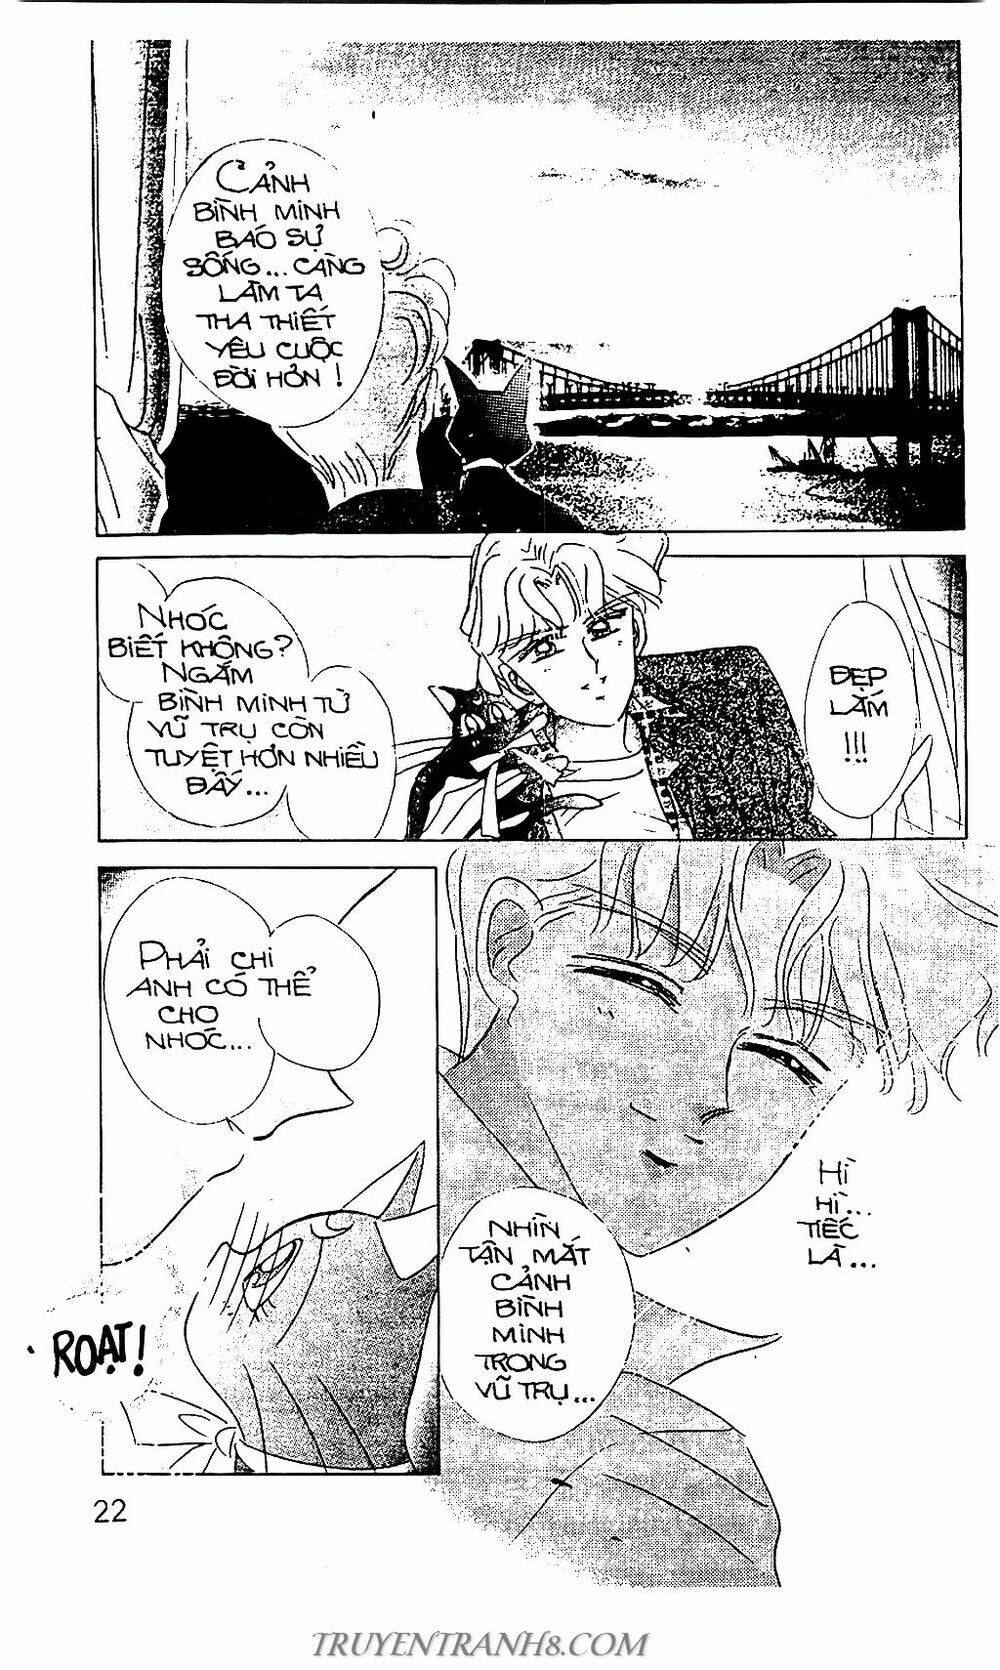 CẢNH
BÌNH MINH
BÁO SỰ
SỐNG... CÀNG
LÀM TA
THA THIẾT
YÊU CUỘC
ĐỜI HƠN !
NHÓC
BIẾT KHÔNG?
NGẮM
BÌNH MINH TỪ
VŨ TRỤ CÒN
TUYỆT HƠN NHIỀU
ĐẤY...
ĐẸP
LẮM
!!!
PHẢI CHI
ANH CÓ THỂ
CHO
NHÓC...
NHÌN
TẬN MẮT
CẢNH
BÌNH
MINH
TRONG
VŨ TRỤ...
HÌ
HÌ...
TIẾC
LÀ...
ROẠT!
22
TRUYENTRANH8.COM